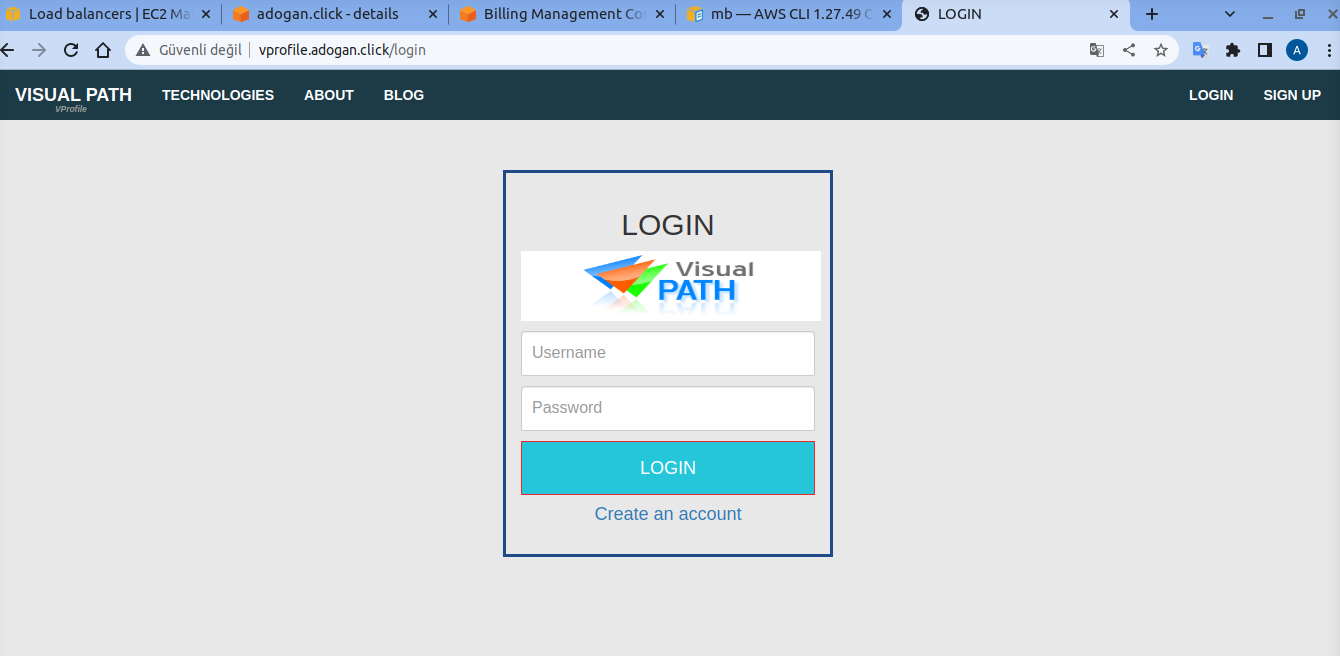 Load balancers | EC2 Ma
adogan.click - details
Billing Management Co
mb — AWS CLI 1.27.49 C
LOGIN
Güvenli değil
vprofile.adogan.click/login
A
VISUAL PATH
VProfile
TECHNOLOGIES
ABOUT
BLOG
LOGIN
SIGN UP
LOGIN
Visual
PATH
Username
Password
LOGIN
Create an account